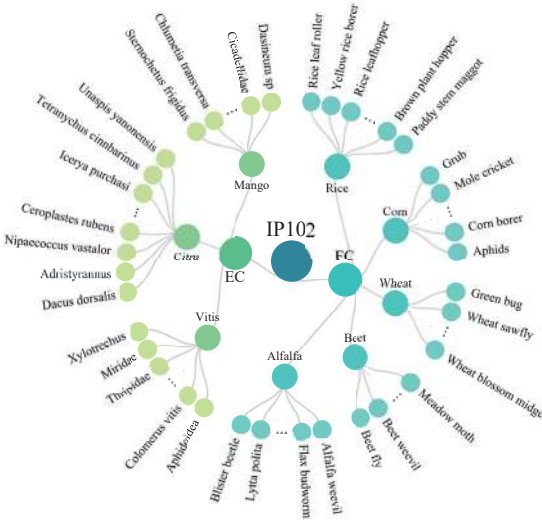 IP102
EC
Mango
Sternochetus frigidus
Chlumetia transversa
...
Cicadellidae
Dasineura sp
Citru
Unaspis yanonensis
Tetranychus cinnbarinus
Icerya purchasi
Ceroplastes rubens
...
Nipaecoccus vastalor
Adristyrannus
Dacus dorsalis
Vitis
Xylotrechus
Miridae
Thripidae
...
Colomerus vitis
Aphidoidea
FC
Rice
Rice leaf roller
Yellow rice borer
Rice leafhopper
...
Brown plant hopper
Paddy stem maggot
Corn
Grub
Mole cricket
...
Corn borer
Aphids
Wheat
Green bug
Wheat sawfly
...
Wheat blossom midge
Beet
Meadow moth
...
Beet weevil
Beet fly
Alfalfa
Blister beetle
Lytta polita
...
Flax budworm
Alfalfa weevil